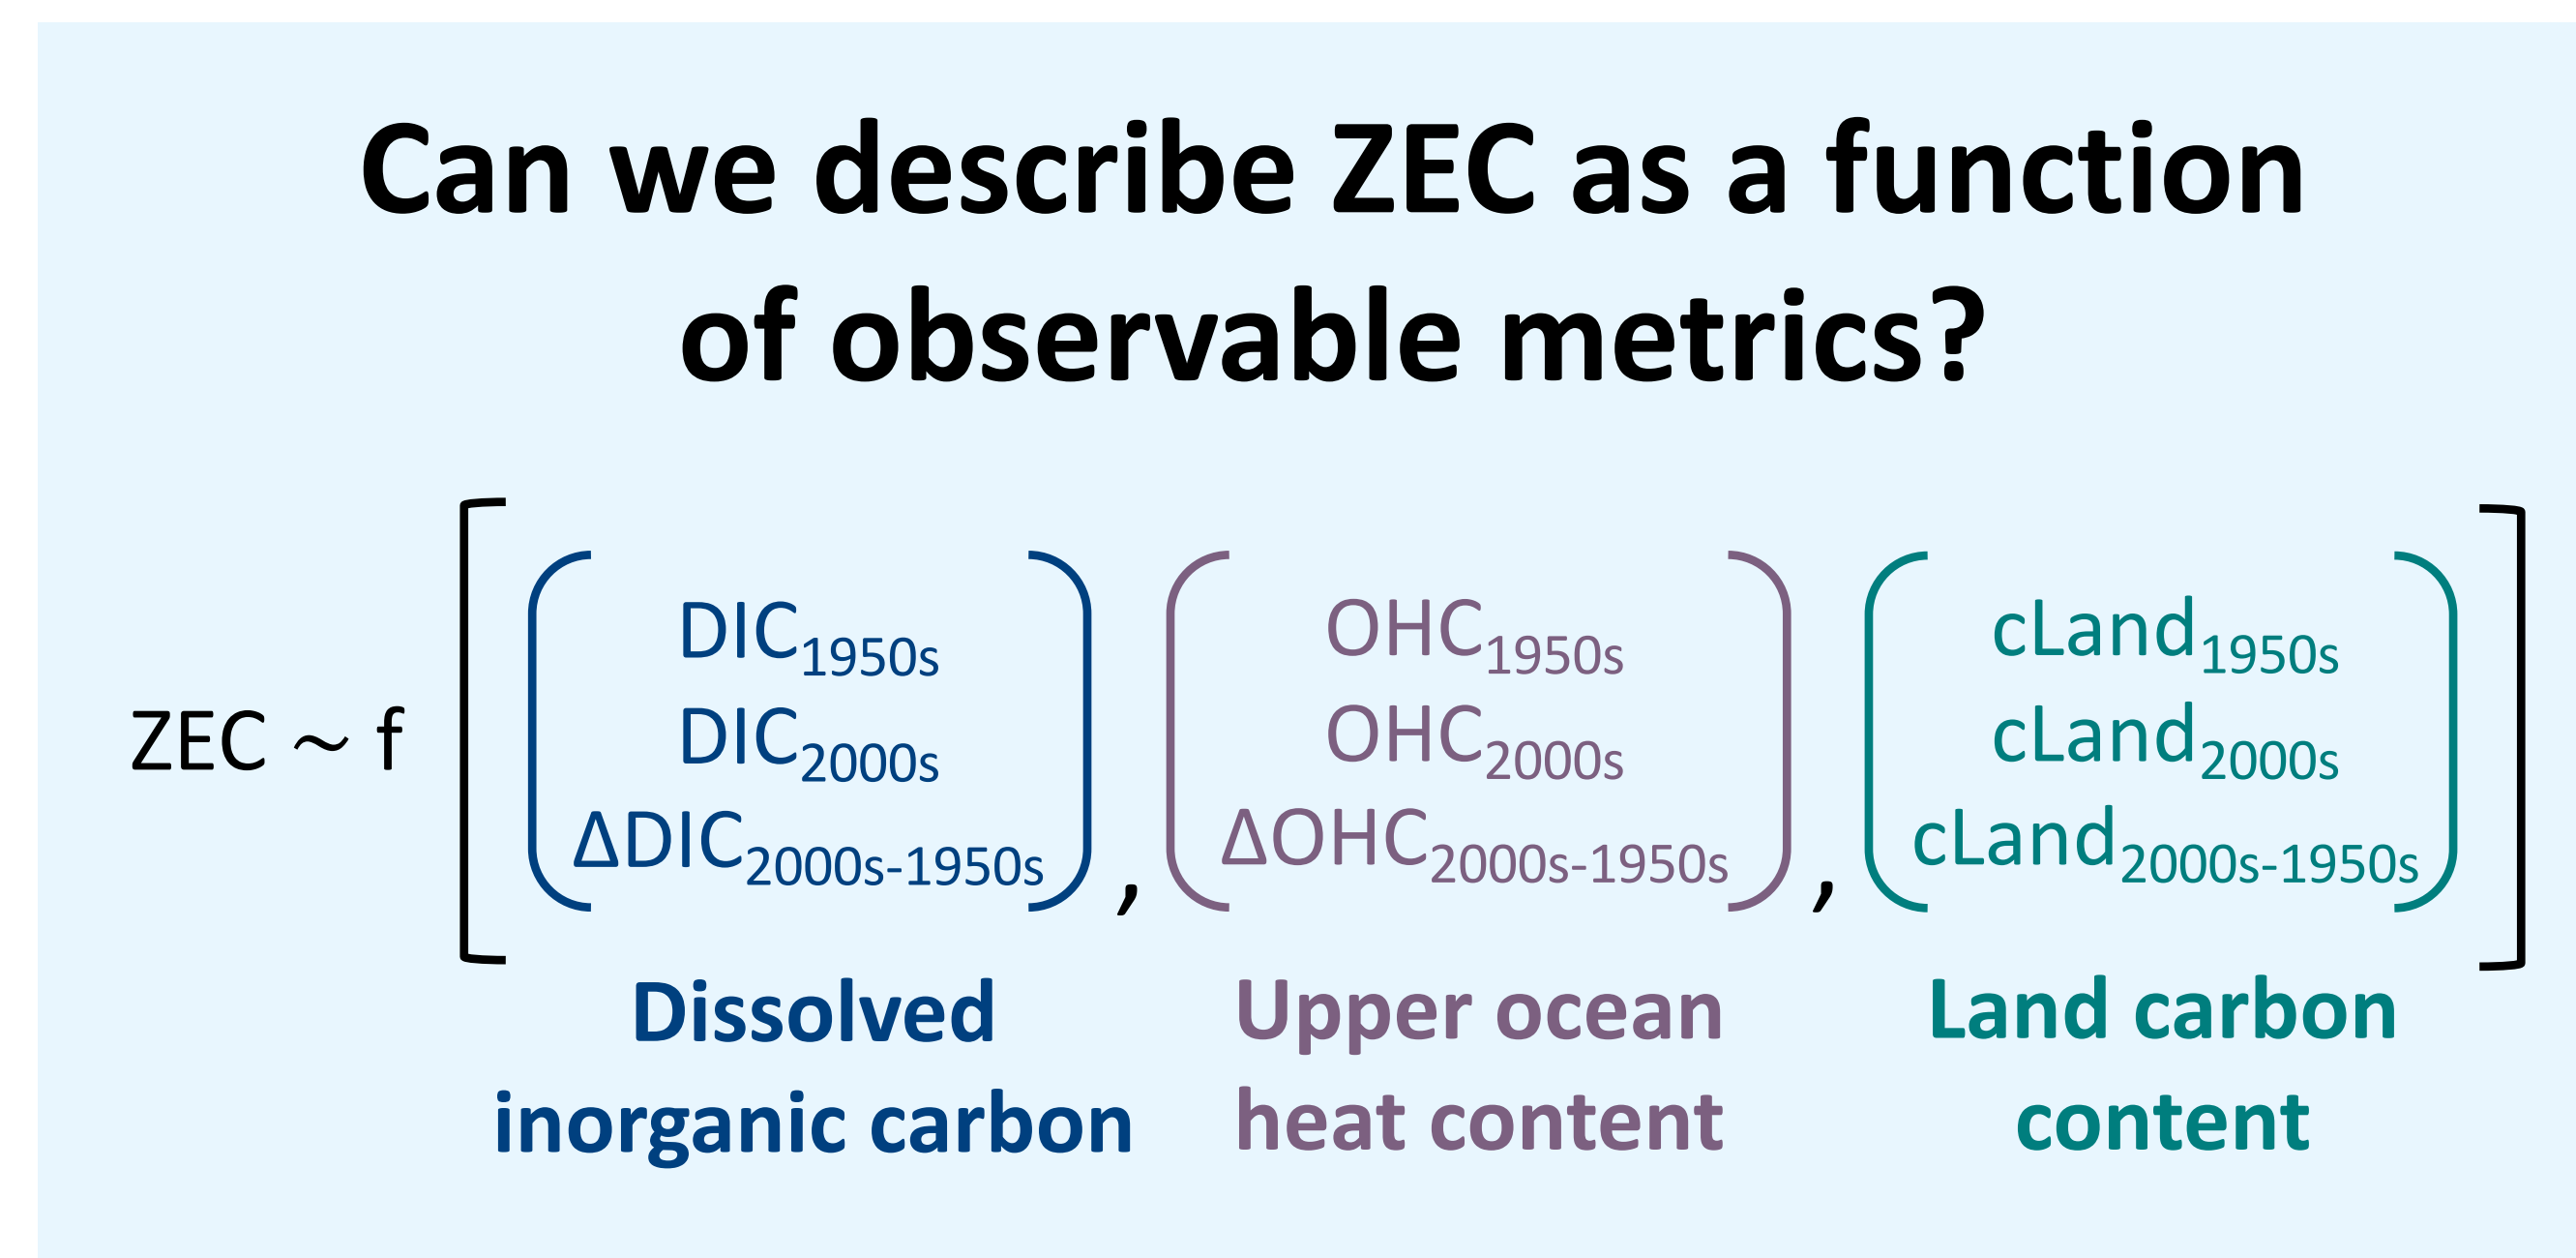 Can we describe ZEC as a function
of observable metrics?
DIC1950s OHC1950s cLand1950s
ZEC ~ f DIC2000s OHC2000s cLand2000s
ΔDIC2000s-1950s , ΔOHC2000s-1950s , cLand2000s-1950s
Dissolved Upper ocean Land carbon
inorganic carbon heat content content